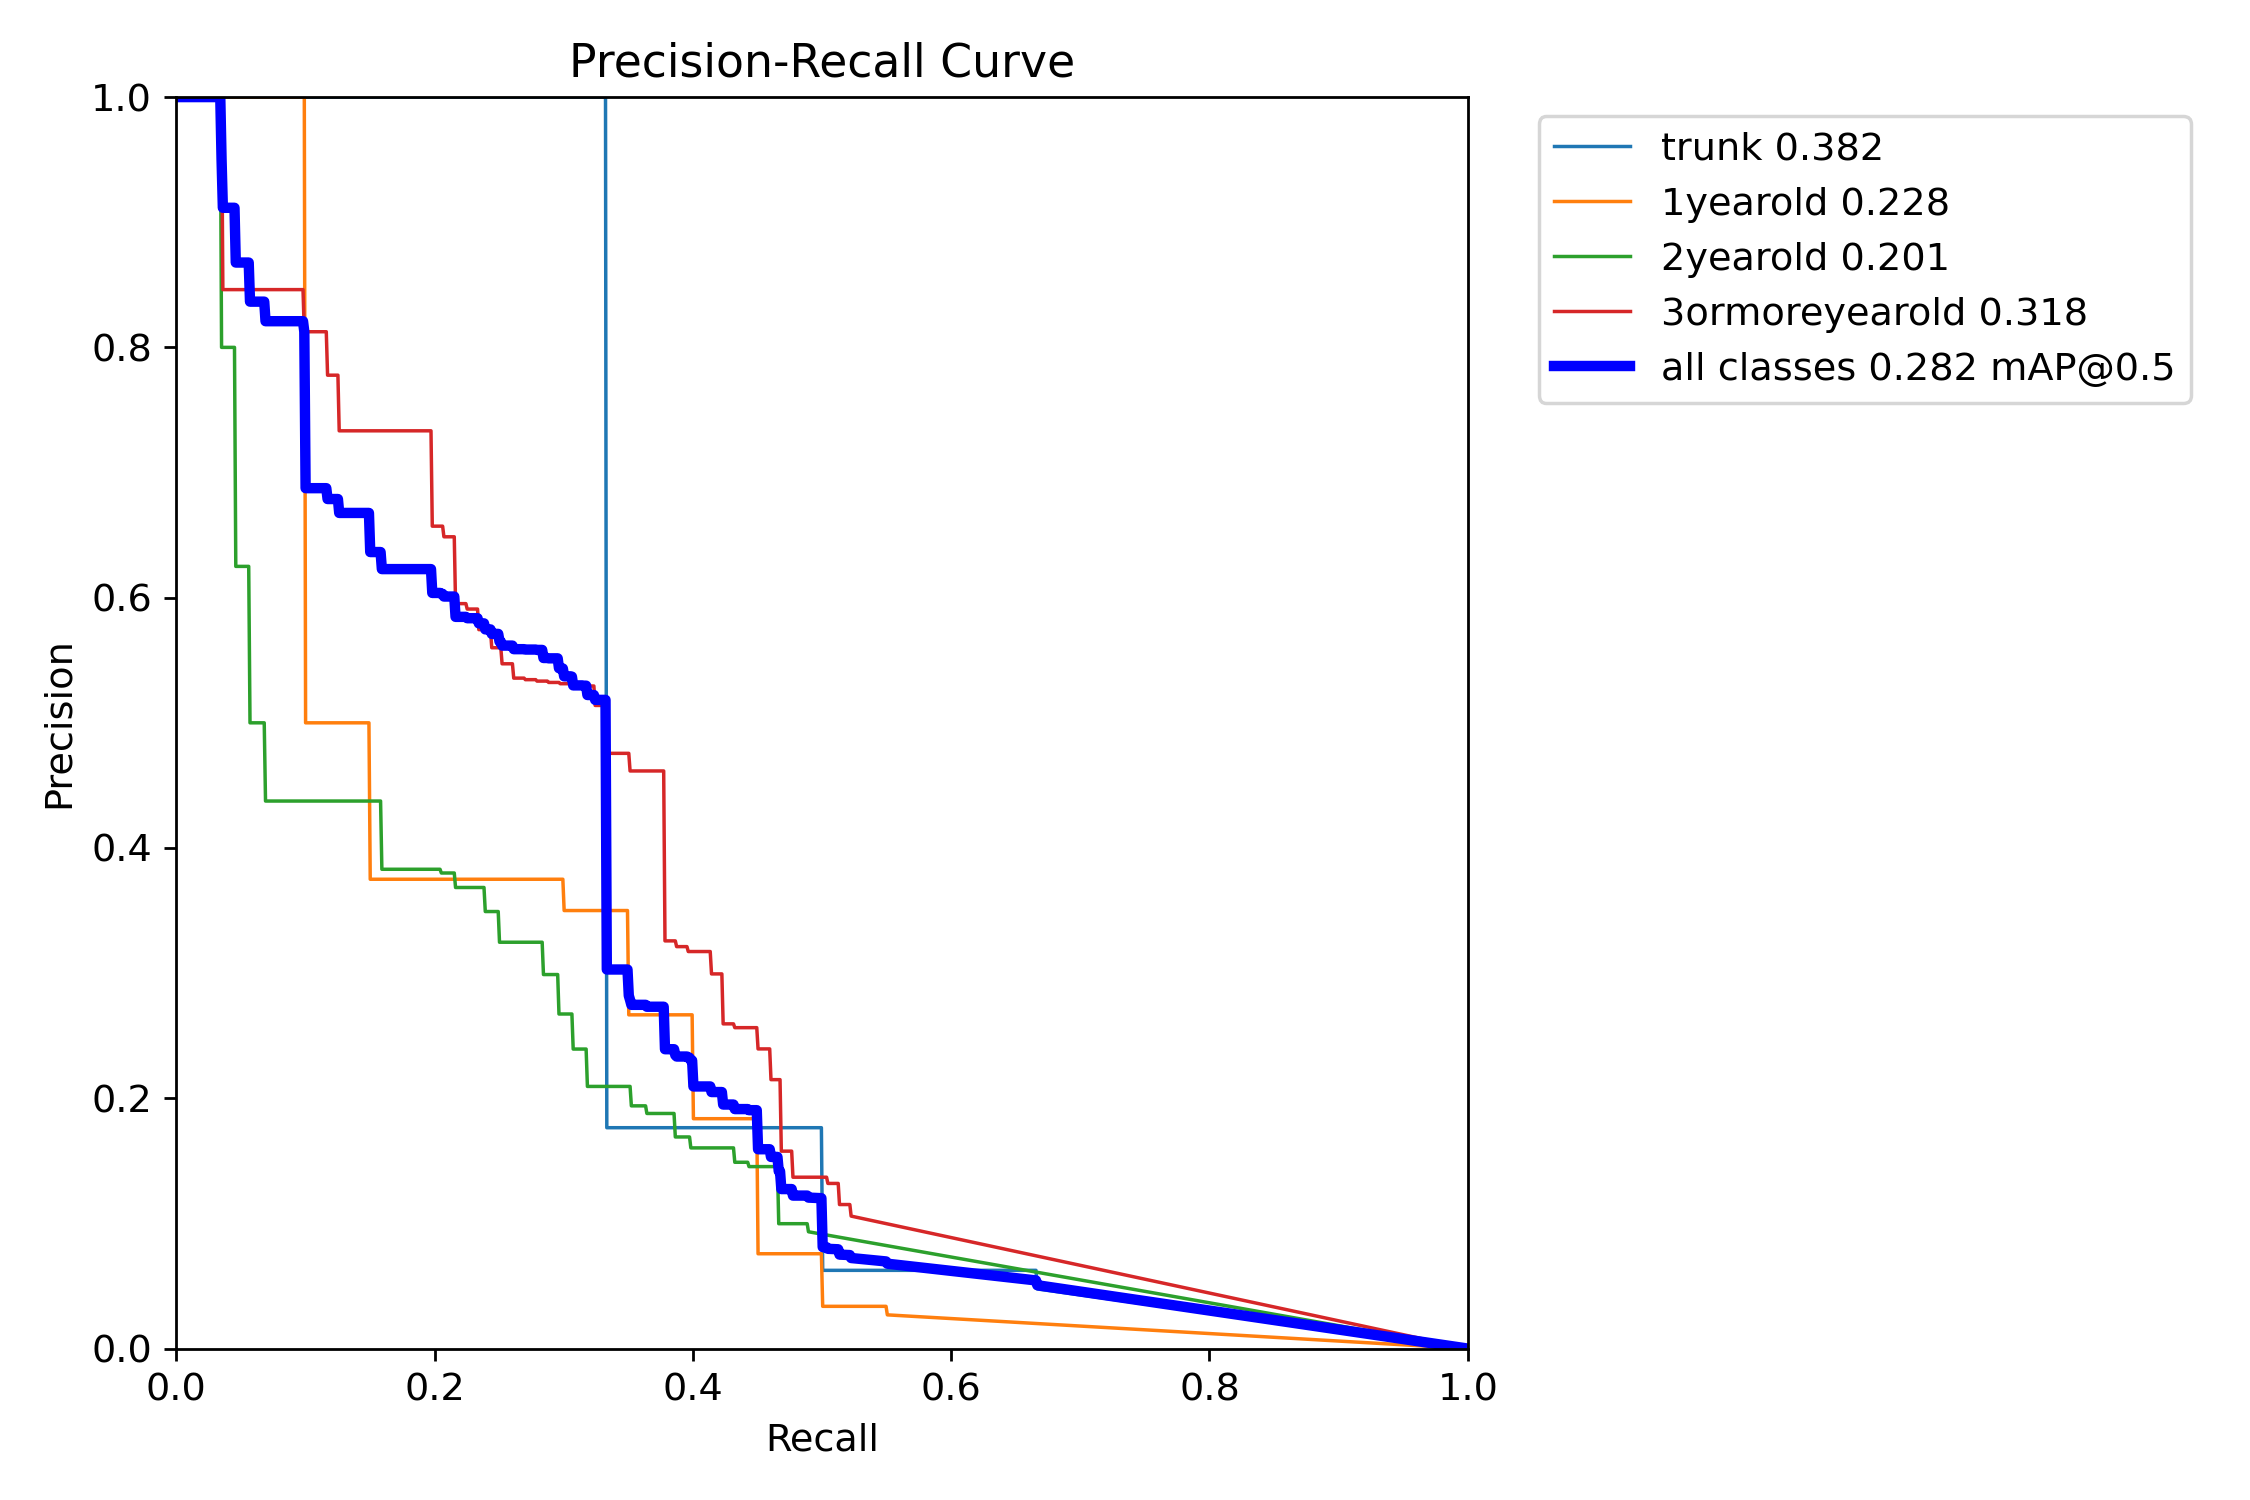 Precision-Recall Curve
1.0
0.8
0.6
0.4
0.2
0.0
Precision
0.0 0.2 0.4 0.6 0.8 1.0
Recall
trunk 0.382
1yearold 0.228
2yearold 0.201
3ormoreyearold 0.318
all classes 0.282 mAP@0.5